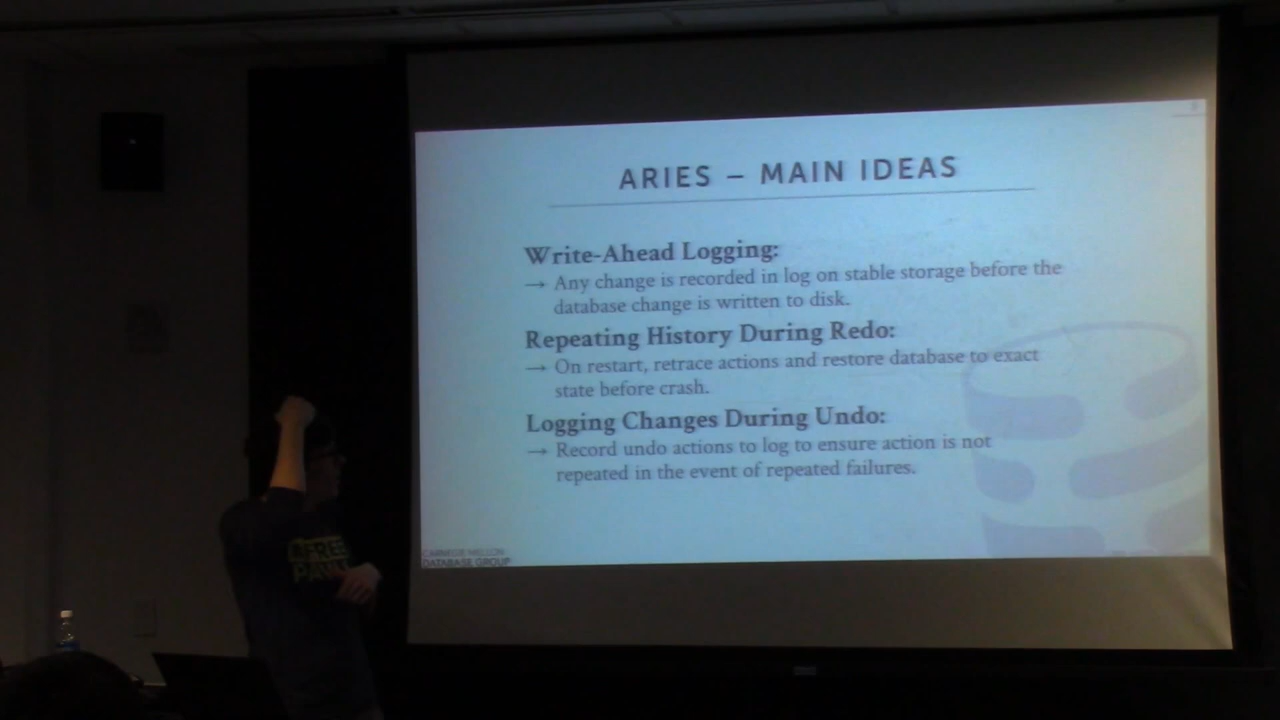 ARIES – MAIN IDEAS
Write-Ahead Logging:
→ Any change is recorded in log on stable storage before the
database change is written to disk.
Repeating History During Redo:
→ On restart, retrace actions and restore database to exact
state before crash.
Logging Changes During Undo:
→ Record undo actions to log to ensure action is not
repeated in the event of repeated failures.
CARNEGIE MELLON
DATABASE GROUP
FREE